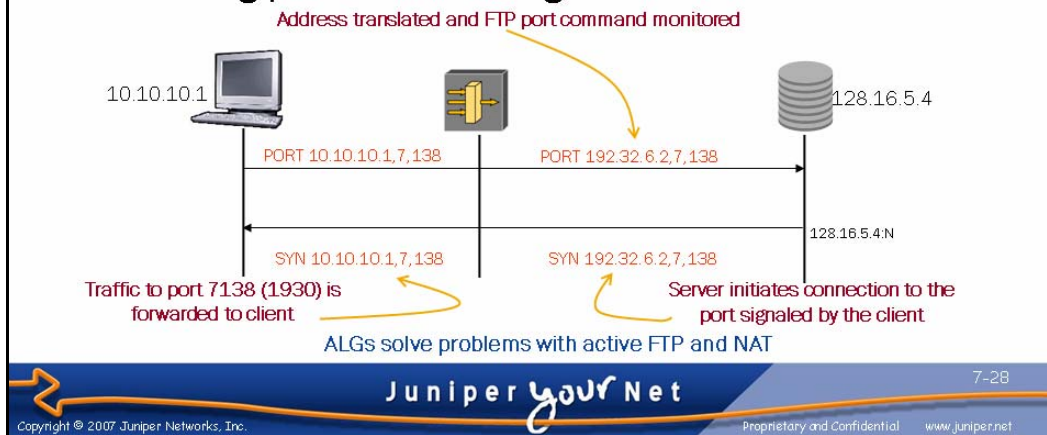 Address translated and FTP port command monitored
10.10.10.1
128.16.5.4
PORT 10.10.10.1,7,138
PORT 192.32.6.2,7,138
128.16.5.4:N
SYN 10.10.10.1,7,138
SYN 192.32.6.2,7,138
Traffic to port 7138 (1930) is
forwarded to client
Server initiates connection to the
port signaled by the client
ALGs solve problems with active FTP and NAT
Juniper your Net
7-28
Copyright © 2007 Juniper Networks, Inc.
Proprietary and Confidential
www.juniper.net